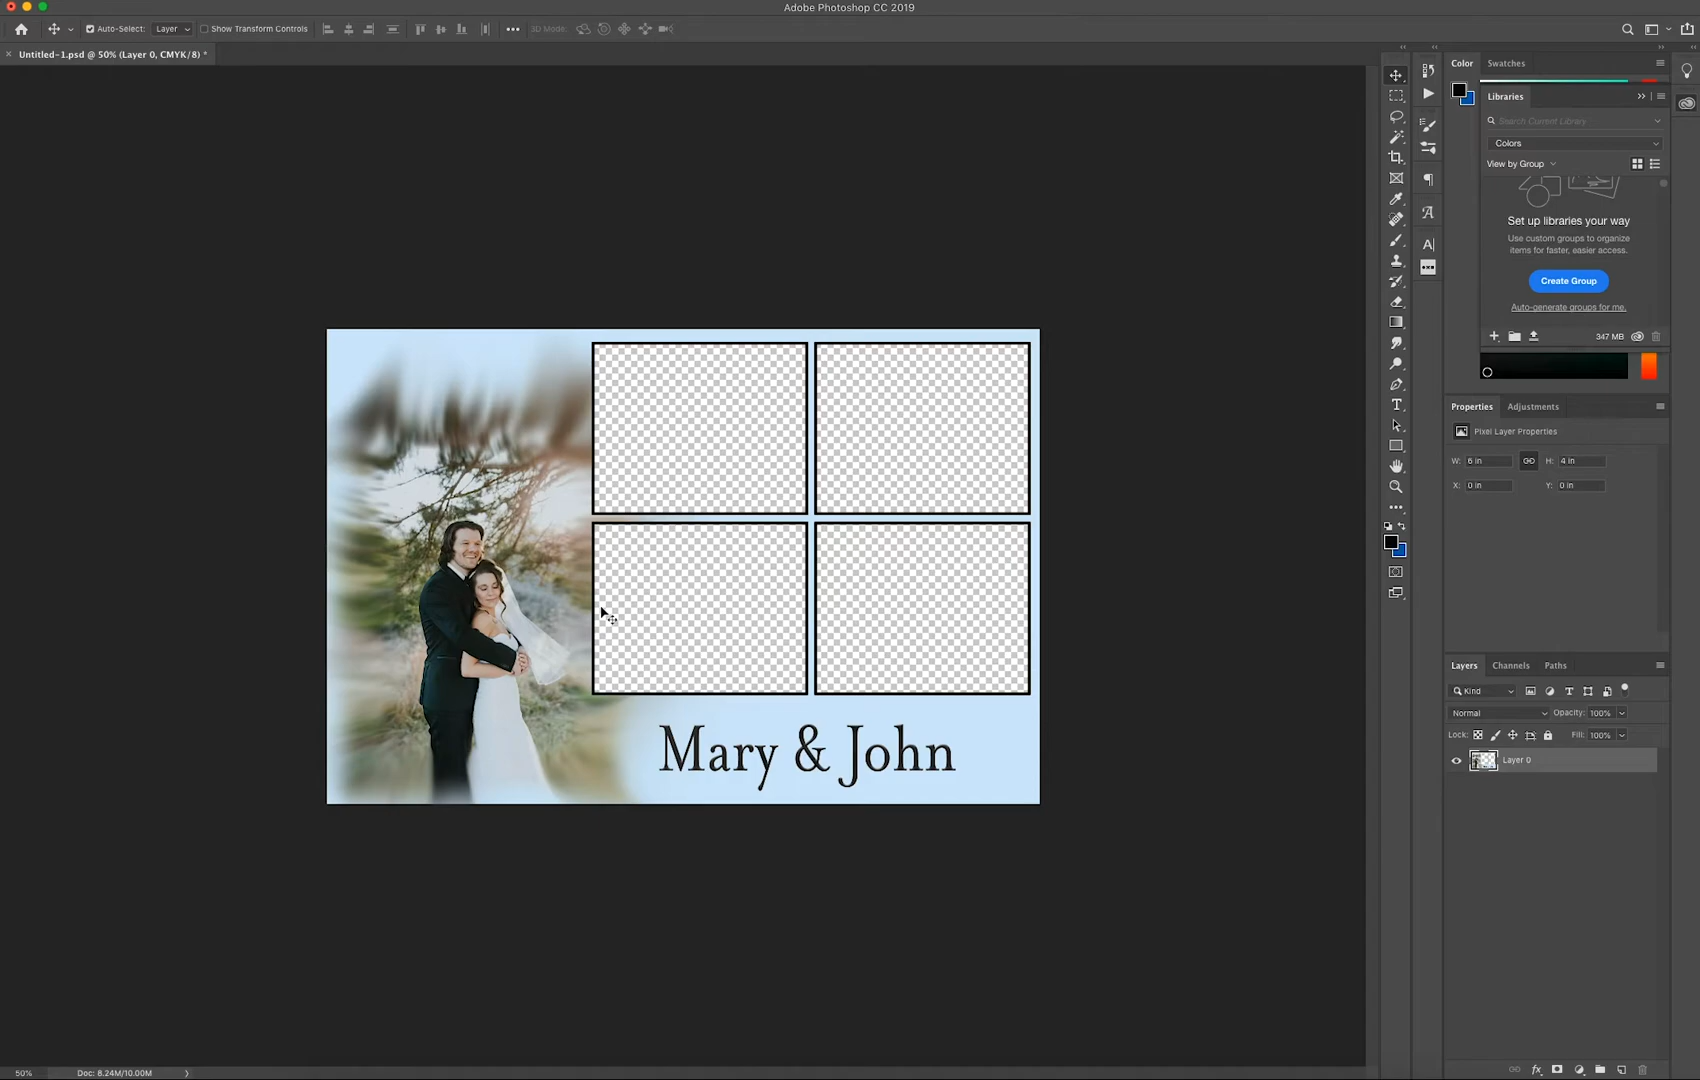 Adobe Photoshop CC 2019
Auto-Select: Layer Show Transform Controls 3D Mode:
Untitled-1.psd @ 50% (Layer 0, CMYK/8) *
Color Swatches
Libraries
Search Current Library
Colors
View by Group
Set up libraries your way
Use custom groups to organize
items for faster, easier access.
Create Group
Auto-generate groups for me.
347 MB
Properties Adjustments
Pixel Layer Properties
W: 6 in H: 4 in
X: 0 in Y: 0 in
Mary & John
Layers Channels Paths
Kind
Normal Opacity: 100%
Lock: Fill: 100%
Layer 0
50% Doc: 8.24M/10.00M